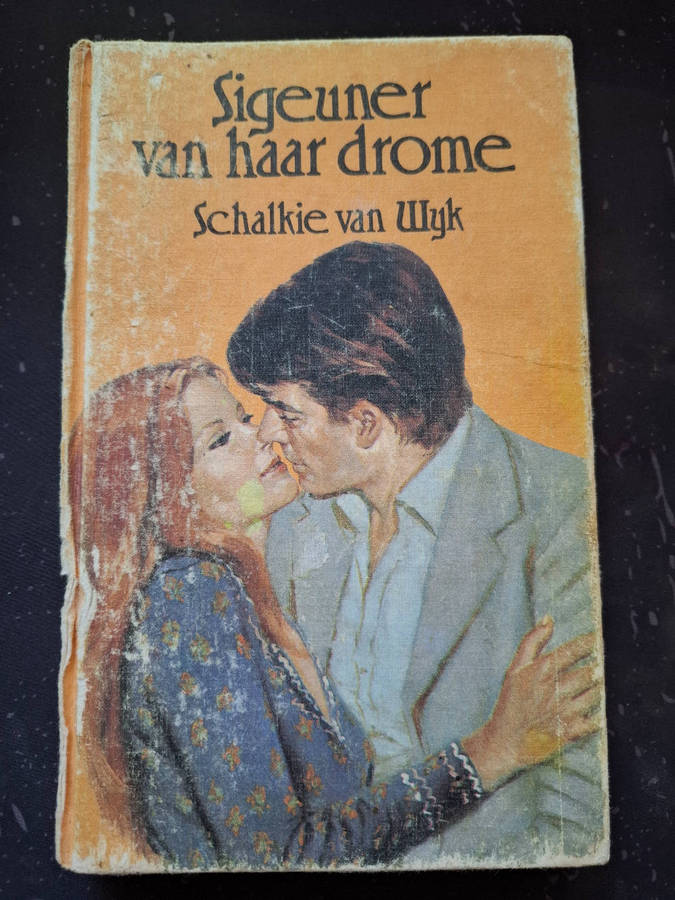 Sigeuner
van haar drome
Schalkie van Wyk